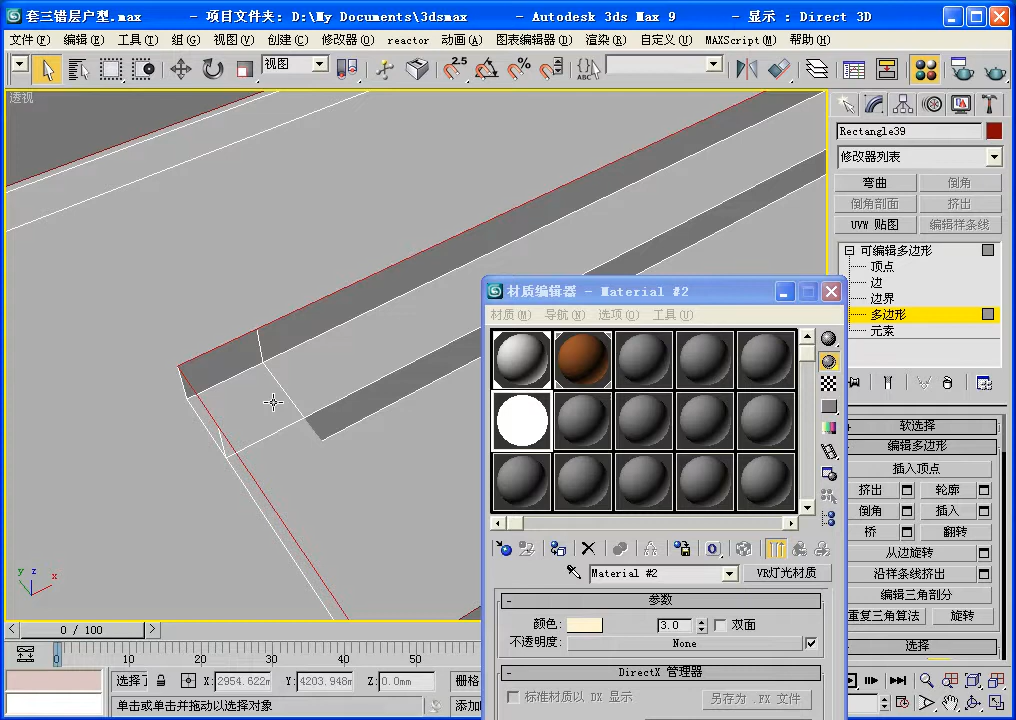 套三错层户型.max - 项目文件夹: D:\My Documents\3dsmax - Autodesk 3ds Max 9 - 显示 : Direct 3D
文件(F) 编辑(E) 工具(T) 组(G) 视图(V) 创建(C) 修改器(O) reactor 动画(A) 图表编辑器(D) 渲染(R) 自定义(U) MAXScript(M) 帮助(H)
视图 2.5 % ABC
透视
Rectangle39
修改器列表
弯曲 倒角
倒角剖面 挤出
UVW 贴图 编辑样条线
可编辑多边形
顶点
边
边界
多边形
元素
材质编辑器 - Material #2
材质(M) 导航(N) 选项(O) 工具(U)
软选择
编辑多边形
插入顶点
挤出 轮廓
倒角 插入
桥 翻转
从边旋转
沿样条线挤出
编辑三角剖分
重复三角算法 旋转
选择
Material #2 VR灯光材质
参数
颜色: 3.0 双面
不透明度: None
DirectX 管理器
标准材质以 DX 显示 另存为 .FX 文件
y z x
0 / 100
0 10 20 30 40 50
选择了 X: 2954.622m Y: 4203.948m Z: 0.0mm 栅格
单击或单击并拖动以选择对象 添加